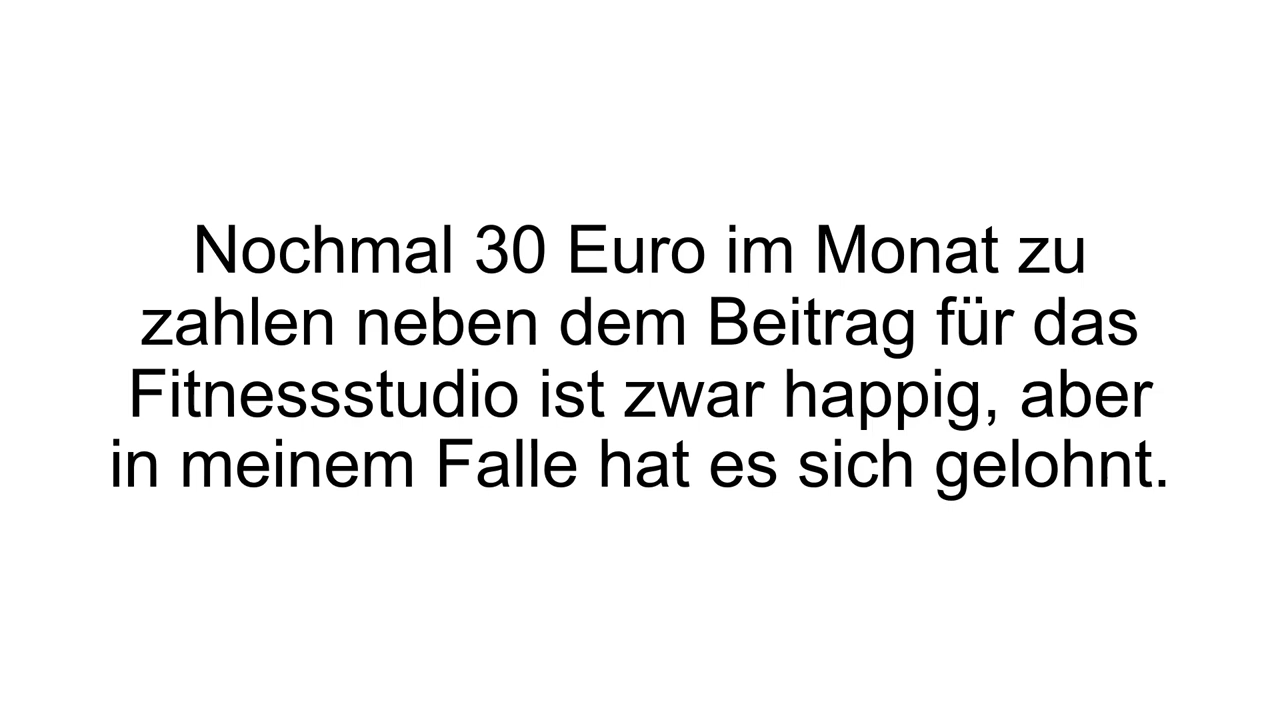 Nochmal 30 Euro im Monat zu
zahlen neben dem Beitrag für das
Fitnessstudio ist zwar happig, aber
in meinem Falle hat es sich gelohnt.